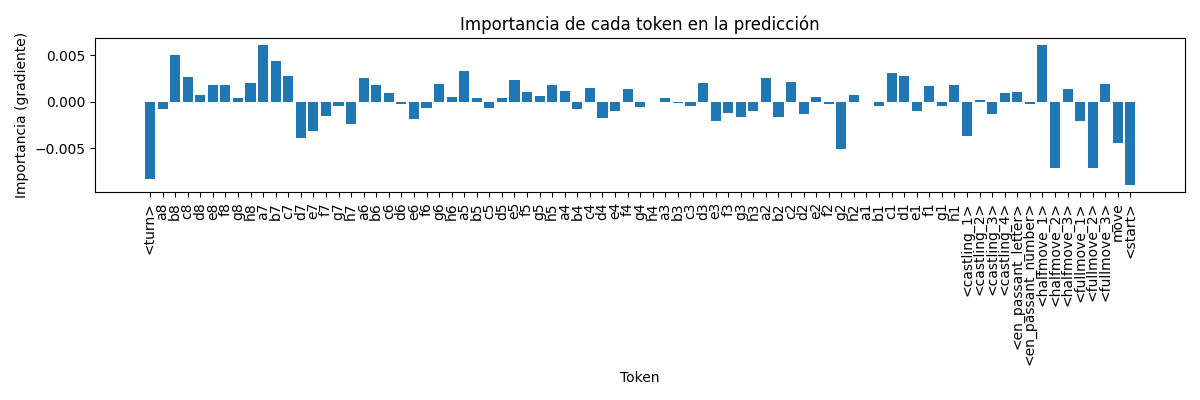 Importancia de cada token en la predicción
Importancia (gradiente)
0.005
0.000
−0.005
<turn>
a8
b8
c8
d8
e8
f8
g8
h8
a7
b7
c7
d7
e7
f7
g7
h7
a6
b6
c6
d6
e6
f6
g6
h6
a5
b5
c5
d5
e5
f5
g5
h5
a4
b4
c4
d4
e4
f4
g4
h4
a3
b3
c3
d3
e3
f3
g3
h3
a2
b2
c2
d2
e2
f2
g2
h2
a1
b1
c1
d1
e1
f1
g1
h1
<castling_1>
<castling_2>
<castling_3>
<castling_4>
<en_passant_letter>
<en_passant_number>
<halfmove_1>
<halfmove_2>
<halfmove_3>
<fullmove_1>
<fullmove_2>
<fullmove_3>
move
<start>
Token